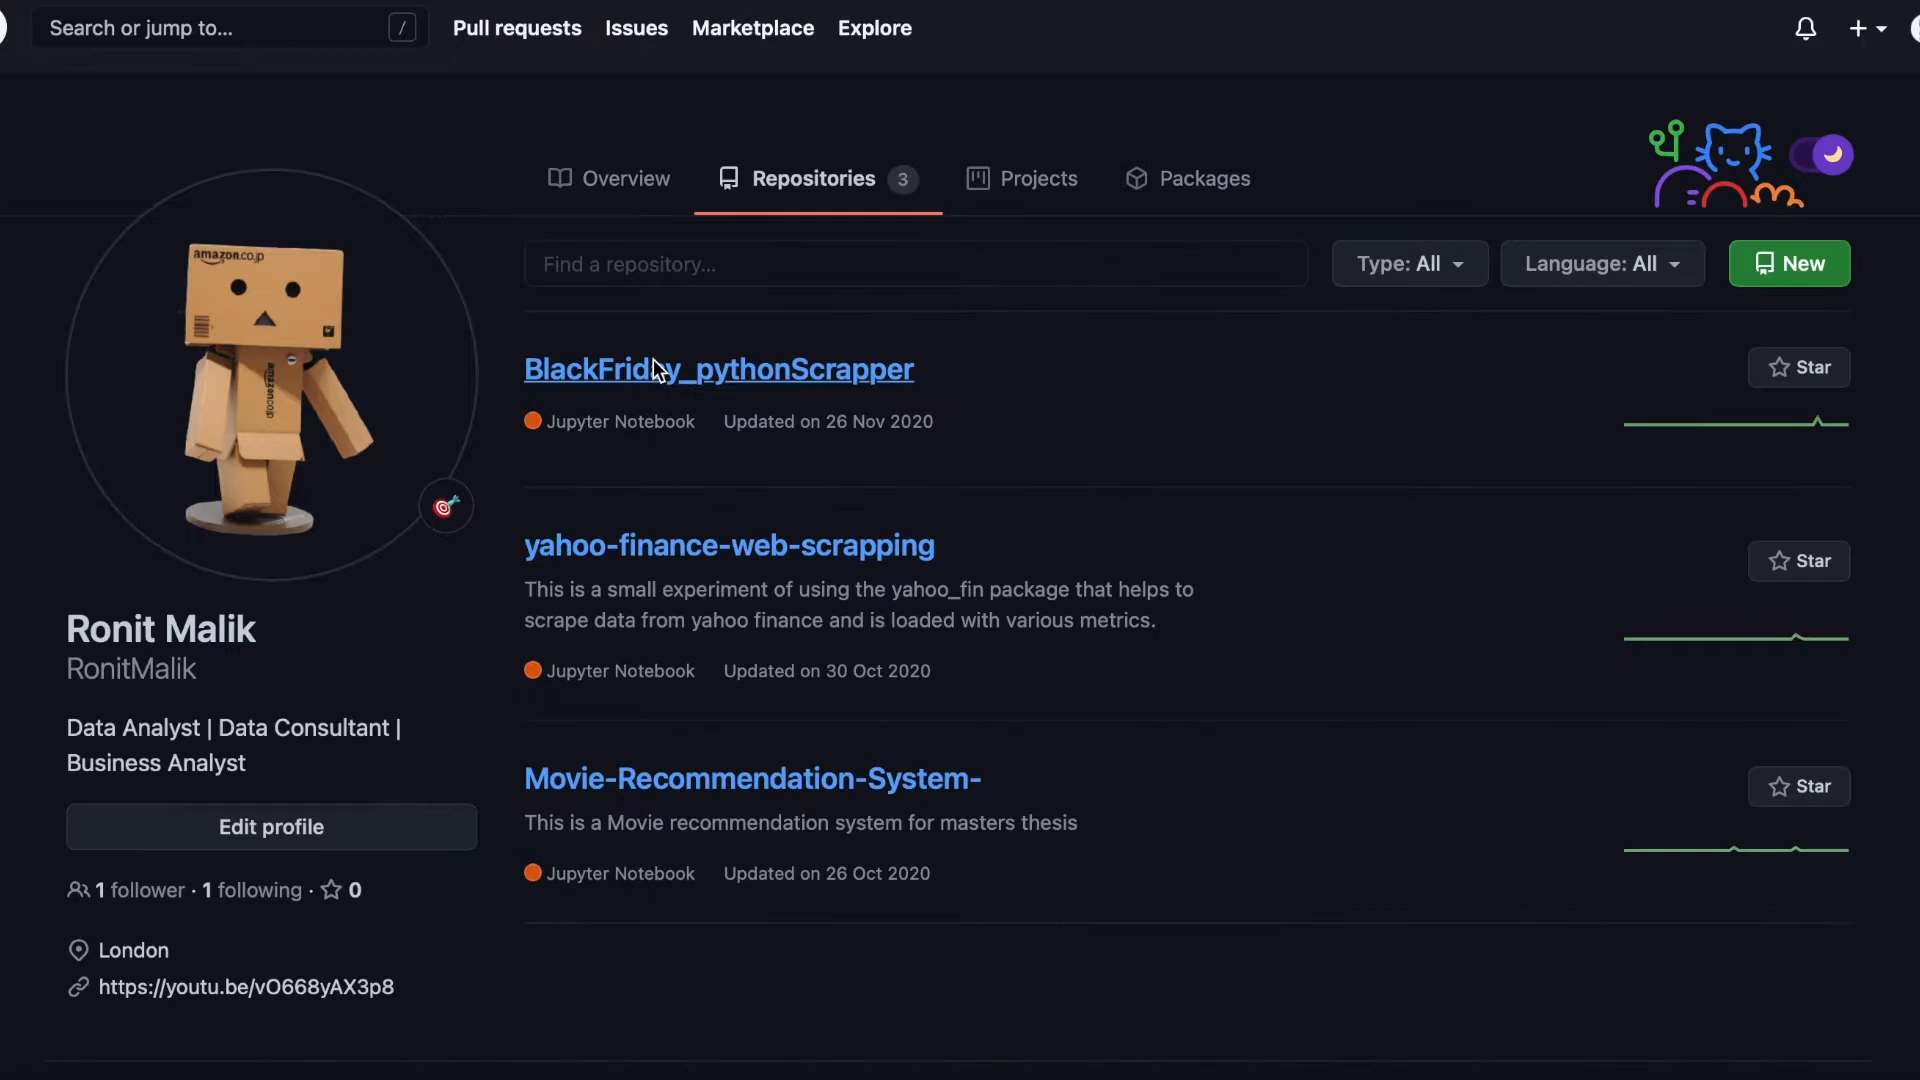 Search or jump to... /
Pull requests Issues Marketplace Explore
Overview
Repositories 3
Projects
Packages
Find a repository...
Type: All
Language: All
New
amazon.co.jp
amazon.co.jp
BlackFriday_pythonScrapper
Star
Jupyter Notebook Updated on 26 Nov 2020
yahoo-finance-web-scrapping
Star
This is a small experiment of using the yahoo_fin package that helps to
scrape data from yahoo finance and is loaded with various metrics.
Jupyter Notebook Updated on 30 Oct 2020
Movie-Recommendation-System-
Star
This is a Movie recommendation system for masters thesis
Jupyter Notebook Updated on 26 Oct 2020
Ronit Malik
RonitMalik
Data Analyst | Data Consultant |
Business Analyst
Edit profile
1 follower · 1 following · 0
London
https://youtu.be/vO668yAX3p8